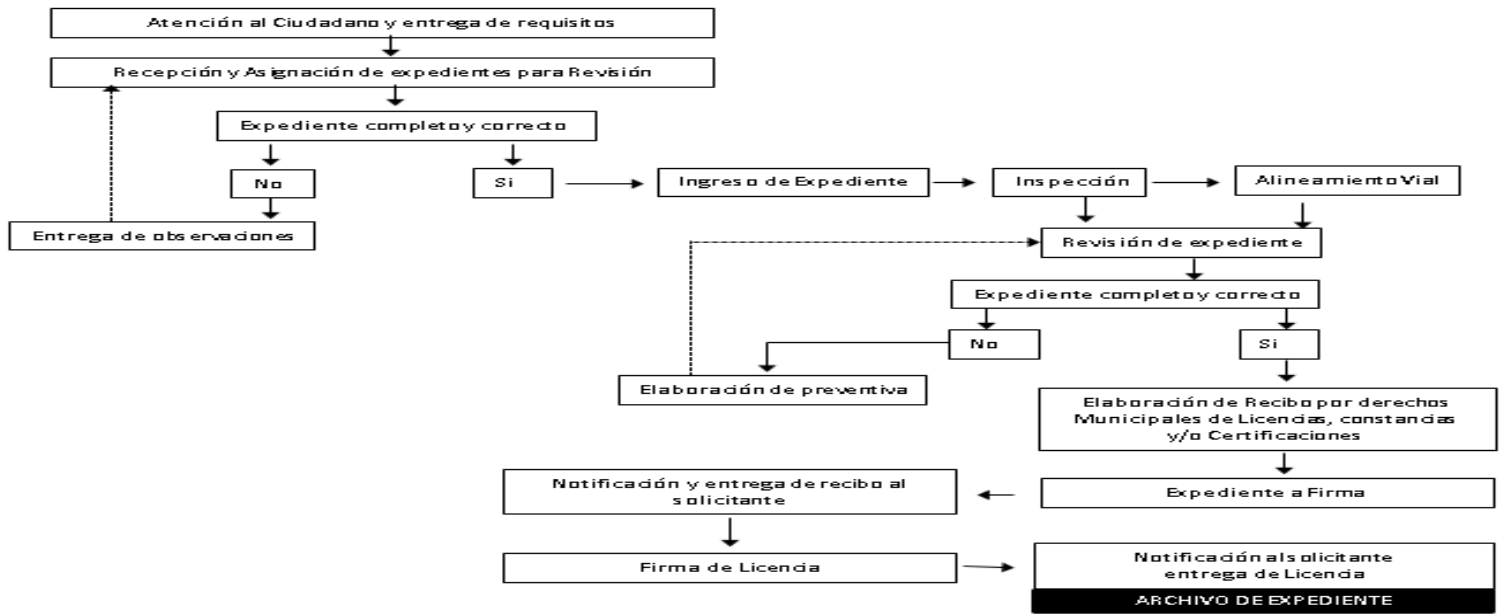 Atención al Ciudadano y entrega de requisitos
Recepción y Asignación de expedientes para Revisión
Expediente completo y correcto
No
Si
Ingreso de Expediente
Inspección
Alineamiento Vial
Entrega de observaciones
Revisión de expediente
Expediente completo y correcto
No
Si
Elaboración de preventiva
Elaboración de Recibo por derechos
Municipales de Licencias, constancias
y/o Certificaciones
Notificación y entrega de recibo al
solicitante
Expediente a Firma
Firma de Licencia
Notificación al solicitante
entrega de Licencia
ARCHIVO DE EXPEDIENTE